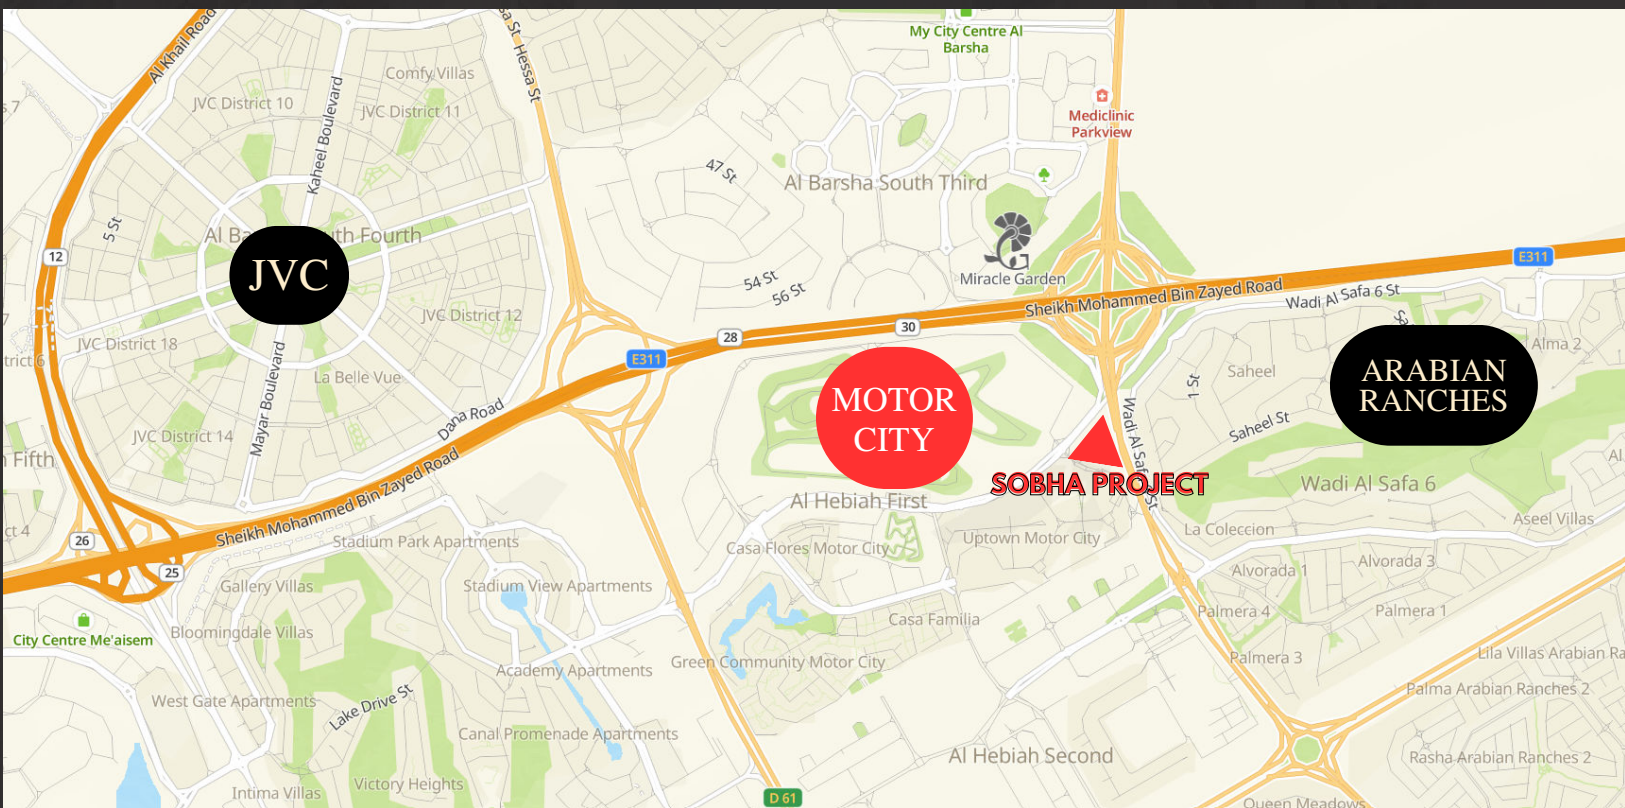 My City Centre Al
Barsha
Al Khail Road
Hessa St
Comfy Villas
JVC District 10
JVC District 11
Kaheel Boulevard
Mediclinic
Parkview
47 St
Al Barsha South Third
5 St
12
JVC
Miracle Garden
E311
54 St
56 St
Sheikh Mohammed Bin Zayed Road
Wadi Al Safa 6 St
JVC District 12
30
28
JVC District 18
E311
Alma 2
La Belle Vue
1 St
Saheel
ARABIAN
RANCHES
MOTOR
CITY
Mayar Boulevard
Dana Road
Saheel St
JVC District 14
Fifth
SOBHA PROJECT
Wadi Al Safa 6
Al Hebiah First
Sheikh Mohammed Bin Zayed Road
Aseel Villas
La Coleccion
26
Stadium Park Apartments
Casa Flores Motor City
Uptown Motor City
Alvorada 3
Alvorada 1
25
Gallery Villas
Stadium View Apartments
Palmera 4
Palmera 1
Casa Familia
City Centre Me'aisem
Bloomingdale Villas
Palmera 3
Lila Villas Arabian
Green Community Motor City
Academy Apartments
Palma Arabian Ranches 2
West Gate Apartments
Lake Drive St
Canal Promenade Apartments
Al Hebiah Second
Rasha Arabian Ranches 2
Victory Heights
Intima Villas
D 61
Queen Meadows